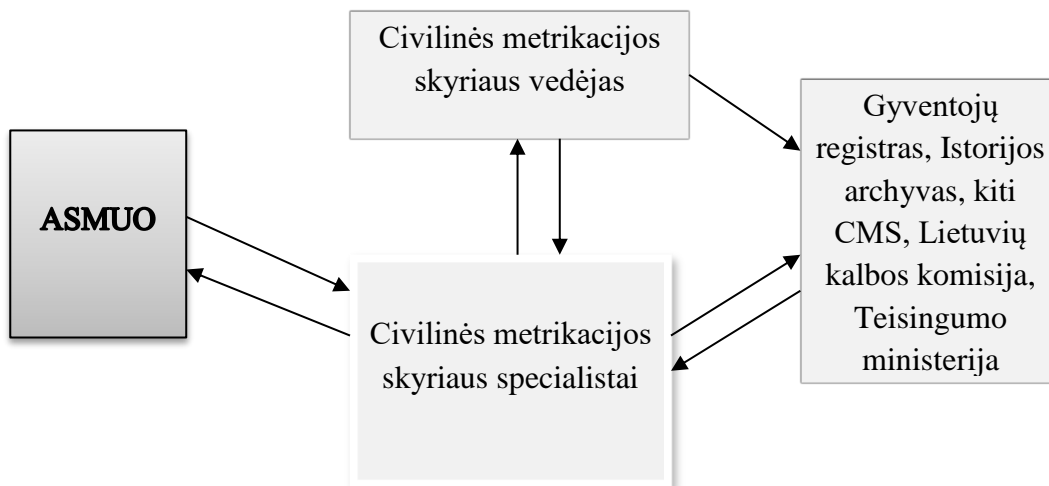 Civilinės metrikacijos
skyriaus vedėjas
ASMUO
Civilinės metrikacijos
skyriaus specialistai
Gyventojų
registras, Istorijos
archyvas, kiti
CMS, Lietuvių
kalbos komisija,
Teisingumo
ministerija